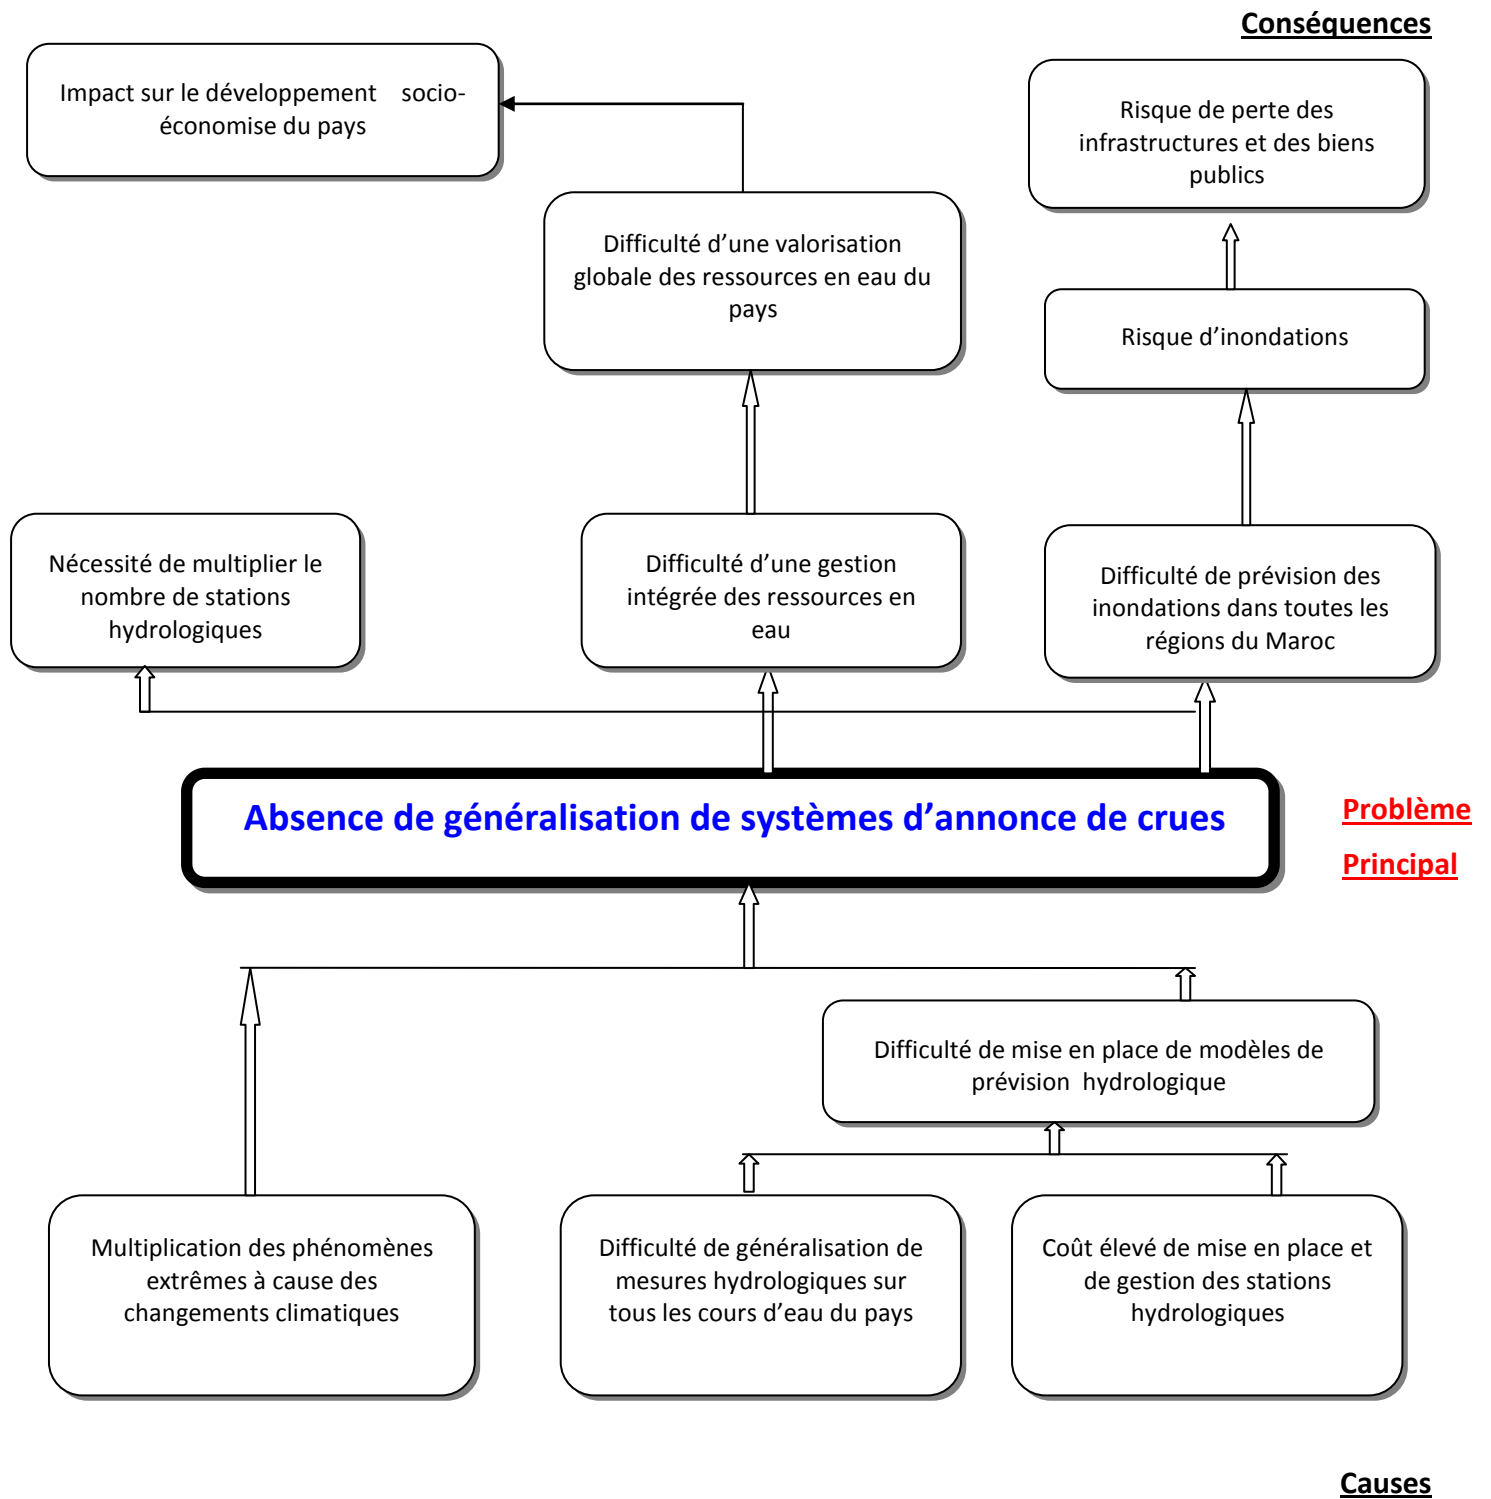 Conséquences
Impact sur le développement socio-
économise du pays
Risque de perte des
infrastructures et des biens
publics
Difficulté d’une valorisation
globale des ressources en eau du
pays
Risque d’inondations
Nécessité de multiplier le
nombre de stations
hydrologiques
Difficulté d’une gestion
intégrée des ressources en
eau
Difficulté de prévision des
inondations dans toutes les
régions du Maroc
Absence de généralisation de systèmes d’annonce de crues
Problème
Principal
Difficulté de mise en place de modèles de
prévision hydrologique
Multiplication des phénomènes
extrêmes à cause des
changements climatiques
Difficulté de généralisation de
mesures hydrologiques sur
tous les cours d’eau du pays
Coût élevé de mise en place et
de gestion des stations
hydrologiques
Causes